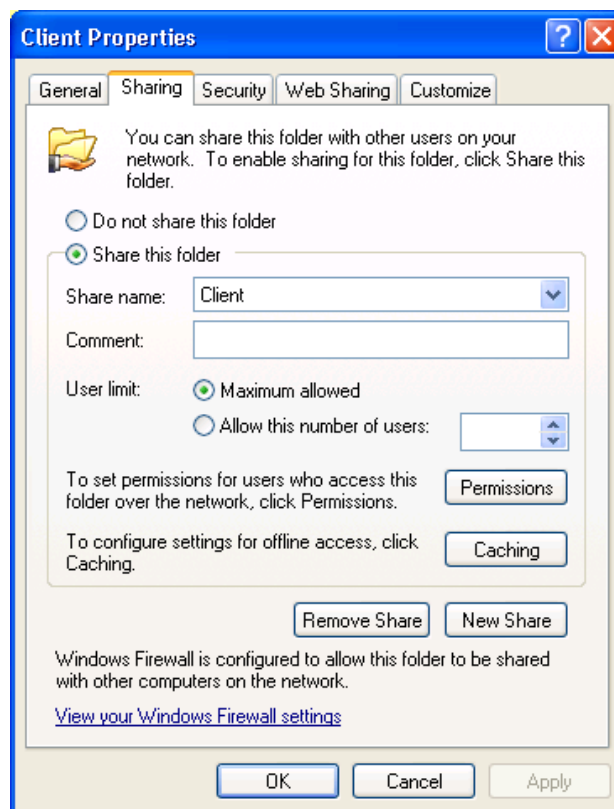 Client Properties
General Sharing Security Web Sharing Customize
You can share this folder with other users on your
network. To enable sharing for this folder, click Share this
folder.
Do not share this folder
Share this folder
Share name: Client
Comment:
User limit: Maximum allowed
Allow this number of users:
To set permissions for users who access this
folder over the network, click Permissions.
Permissions
To configure settings for offline access, click
Caching.
Caching
Remove Share New Share
Windows Firewall is configured to allow this folder to be shared
with other computers on the network.
View your Windows Firewall settings
OK Cancel Apply